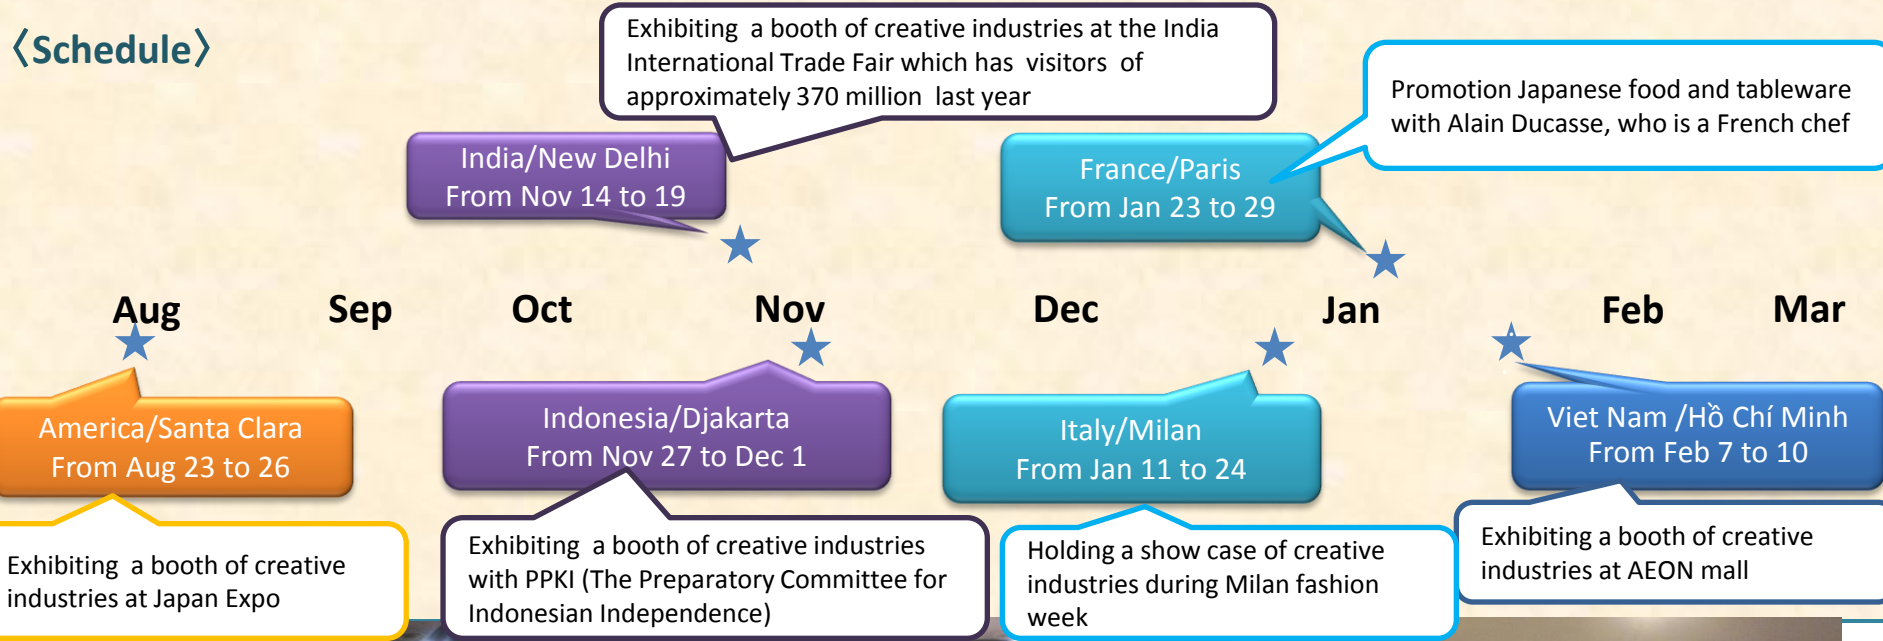 〈Schedule〉
Exhibiting a booth of creative industries at the India
International Trade Fair which has visitors of
approximately 370 million last year
Promotion Japanese food and tableware
with Alain Ducasse, who is a French chef
India/New Delhi
From Nov 14 to 19
France/Paris
From Jan 23 to 29
Aug Sep Oct Nov Dec Jan Feb Mar
America/Santa Clara
From Aug 23 to 26
Indonesia/Djakarta
From Nov 27 to Dec 1
Italy/Milan
From Jan 11 to 24
Viet Nam /Hồ Chí Minh
From Feb 7 to 10
Exhibiting a booth of creative
industries at Japan Expo
Exhibiting a booth of creative industries
with PPKI (The Preparatory Committee for
Indonesian Independence)
Holding a show case of creative
industries during Milan fashion
week
Exhibiting a booth of creative
industries at AEON mall